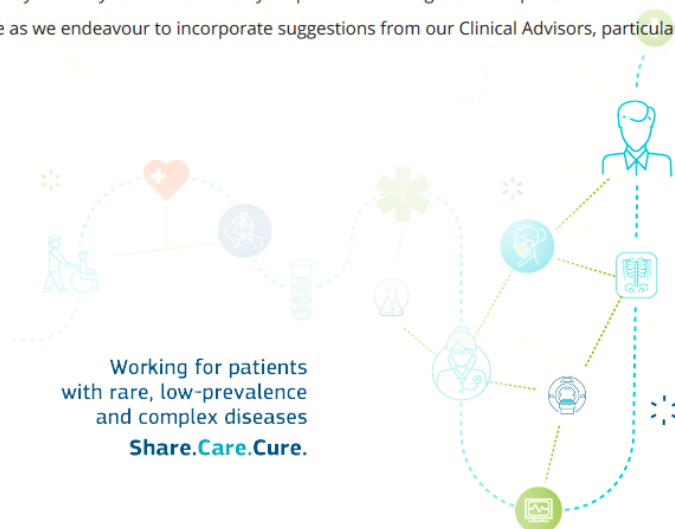 e as we endeavour to incorporate suggestions from our Clinical Advisors, particula
Working for patients
with rare, low-prevalence
and complex diseases
Share.Care.Cure.